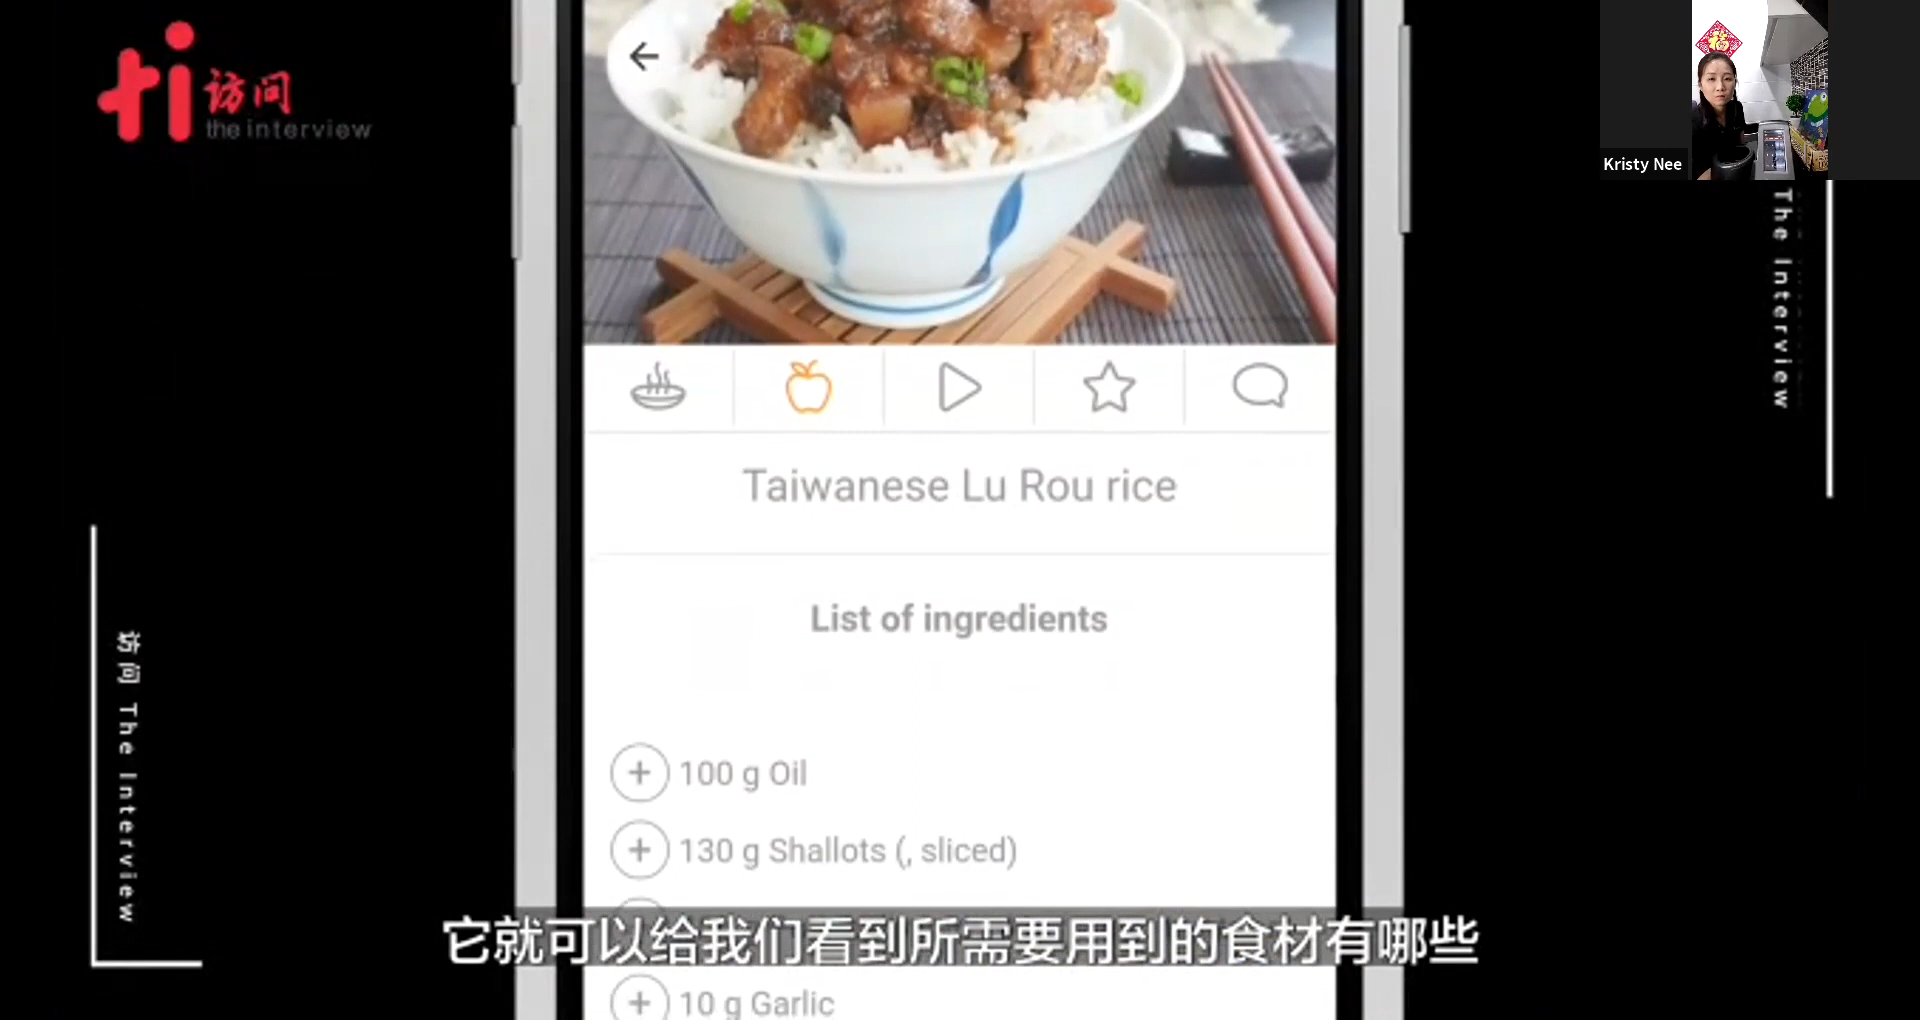 ti 访问
the interview
福
Kristy Nee
The Interview
Taiwanese Lu Rou rice
List of ingredients
100 g Oil
130 g Shallots (, sliced)
它就可以给我们看到所需要用到的食材有哪些
10 g Garlic
访问 The Interview